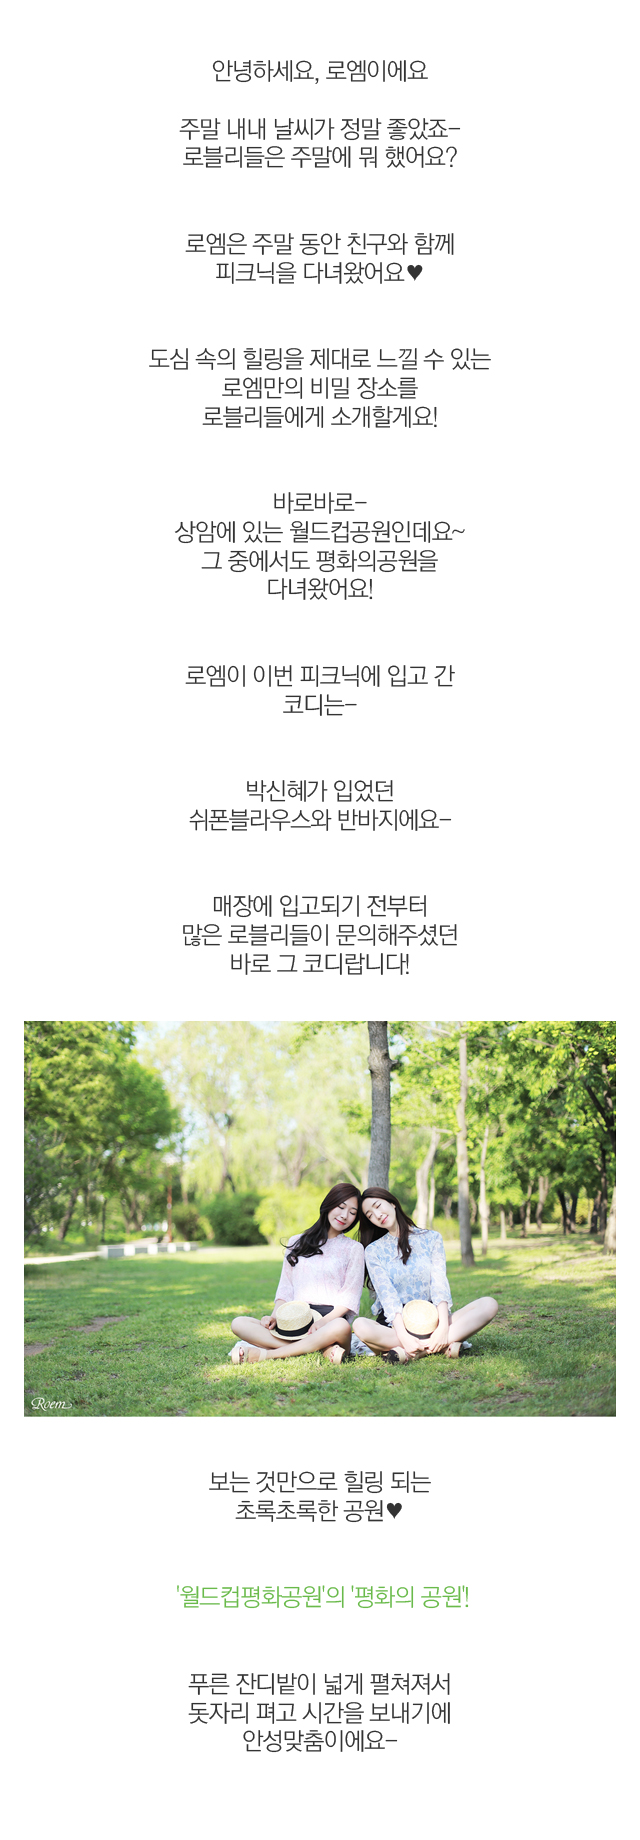 안녕하세요, 로엠이에요
주말 내내 날씨가 정말 좋았죠-
로블리들은 주말에 뭐 했어요?
로엠은 주말 동안 친구와 함께
피크닉을 다녀왔어요♥
도심 속의 힐링을 제대로 느낄 수 있는
로엠만의 비밀 장소를
로블리들에게 소개할게요!
바로바로-
상암에 있는 월드컵공원인데요~
그 중에서도 평화의공원을
다녀왔어요!
로엠이 이번 피크닉에 입고 간
코디는-
박신혜가 입었던
쉬폰블라우스와 반바지에요-
매장에 입고되기 전부터
많은 로블리들이 문의해주셨던
바로 그 코디랍니다!
Roem
보는 것만으로 힐링 되는
초록초록한 공원♥
'월드컵평화공원'의 '평화의 공원'!
푸른 잔디밭이 넓게 펼쳐져서
돗자리 펴고 시간을 보내기에
안성맞춤이에요-